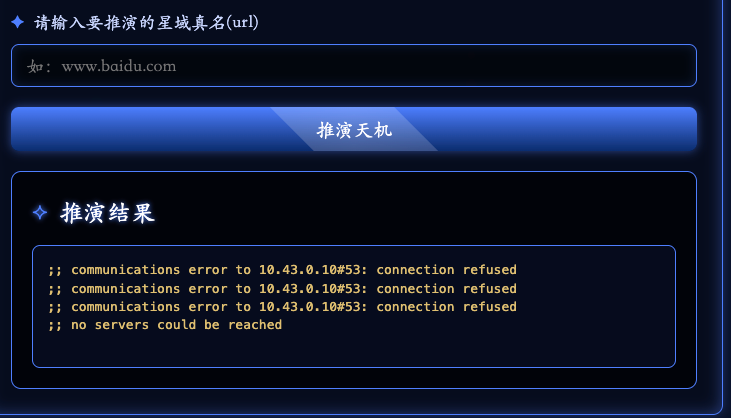 请输入要推演的星域真名(url)
如：www.baidu.com
推演天机
推演结果
;; communications error to 10.43.0.10#53: connection refused
;; communications error to 10.43.0.10#53: connection refused
;; communications error to 10.43.0.10#53: connection refused
;; no servers could be reached